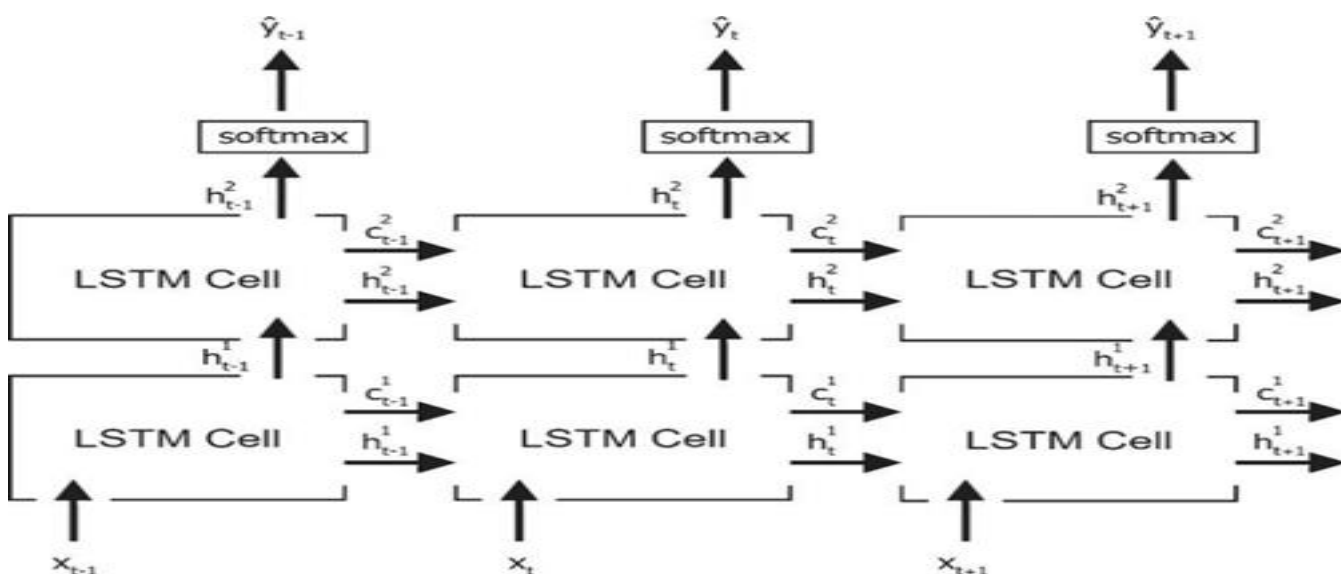 ŷₜ₋₁ ŷₜ ŷₜ₊₁
softmax softmax softmax
h²ₜ₋₁ h²ₜ h²ₜ₊₁
c²ₜ₋₁ c²ₜ c²ₜ₊₁
LSTM Cell LSTM Cell LSTM Cell
h²ₜ₋₁ h²ₜ h²ₜ₊₁
h¹ₜ₋₁ h¹ₜ h¹ₜ₊₁
c¹ₜ₋₁ c¹ₜ c¹ₜ₊₁
LSTM Cell LSTM Cell LSTM Cell
h¹ₜ₋₁ h¹ₜ h¹ₜ₊₁
xₜ₋₁ xₜ xₜ₊₁